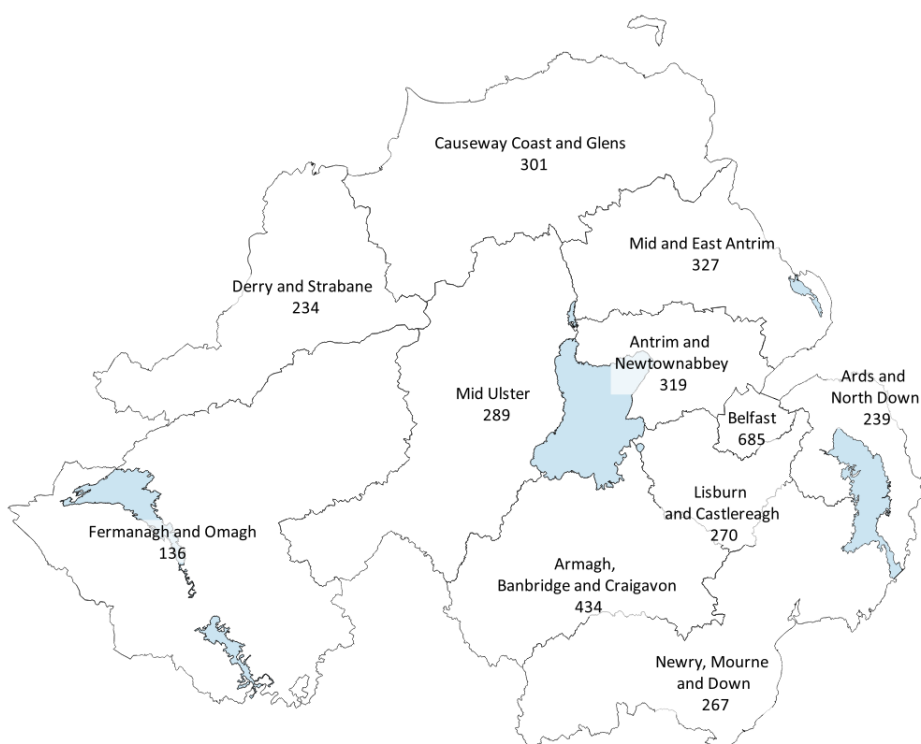 Causeway Coast and Glens
301
Mid and East Antrim
327
Derry and Strabane
234
Antrim and
Newtownabbey
319
Ards and
North Down
239
Mid Ulster
289
Belfast
685
Lisburn
and Castlereagh
270
Fermanagh and Omagh
136
Armagh,
Banbridge and Craigavon
434
Newry, Mourne
and Down
267